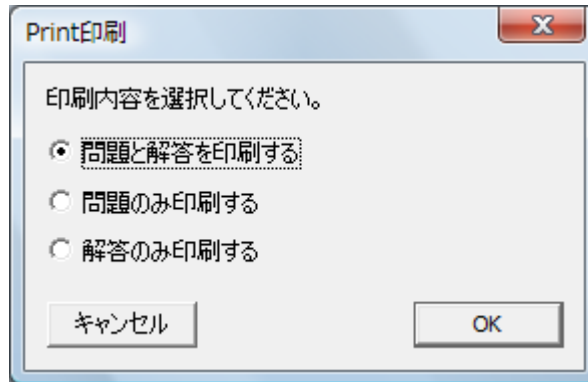 Print印刷
印刷内容を選択してください。
問題と解答を印刷する
問題のみ印刷する
解答のみ印刷する
キャンセル
OK